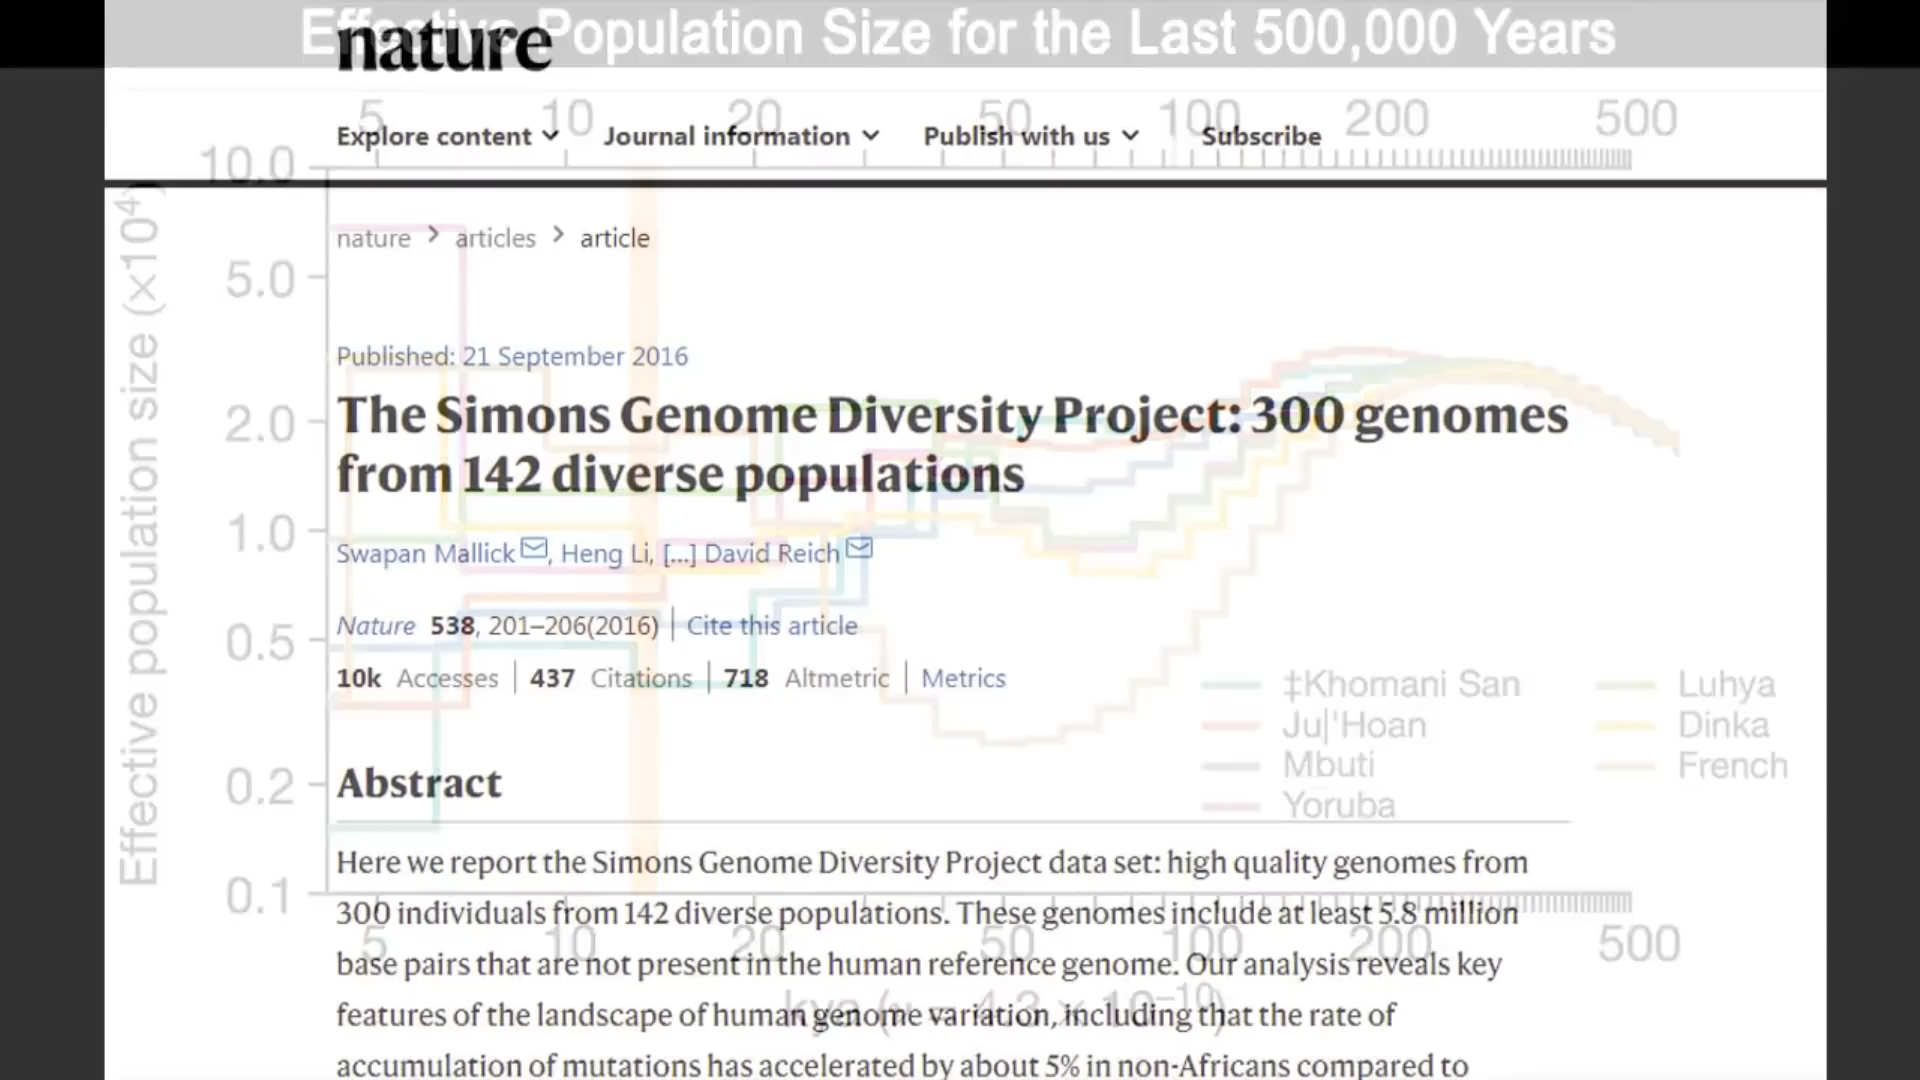 Effective Population Size for the Last 500,000 Years
nature
5 10 20 50 100 200 500
Explore content Journal information Publish with us Subscribe
10.0
nature > articles > article
5.0
Published: 21 September 2016
The Simons Genome Diversity Project: 300 genomes
2.0
from 142 diverse populations
1.0
Swapan Mallick, Heng Li, [...] David Reich
Nature 538, 201–206(2016) | Cite this article
0.5
10k Accesses | 437 Citations | 718 Altmetric | Metrics
Effective population size (×10⁴)
‡Khomani San
Ju|'Hoan
Mbuti
Yoruba
Luhya
Dinka
French
0.2
Abstract
Here we report the Simons Genome Diversity Project data set: high quality genomes from
0.1
300 individuals from 142 diverse populations. These genomes include at least 5.8 million
5 10 20 50 100 200 500
base pairs that are not present in the human reference genome. Our analysis reveals key
features of the landscape of human genome variation, including that the rate of
accumulation of mutations has accelerated by about 5% in non-Africans compared to